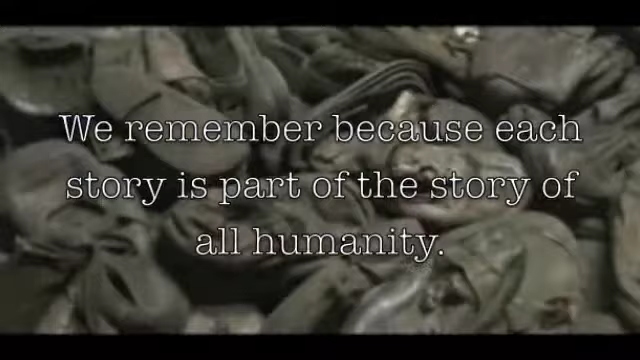 We remember because each
story is part of the story of
all humanity.